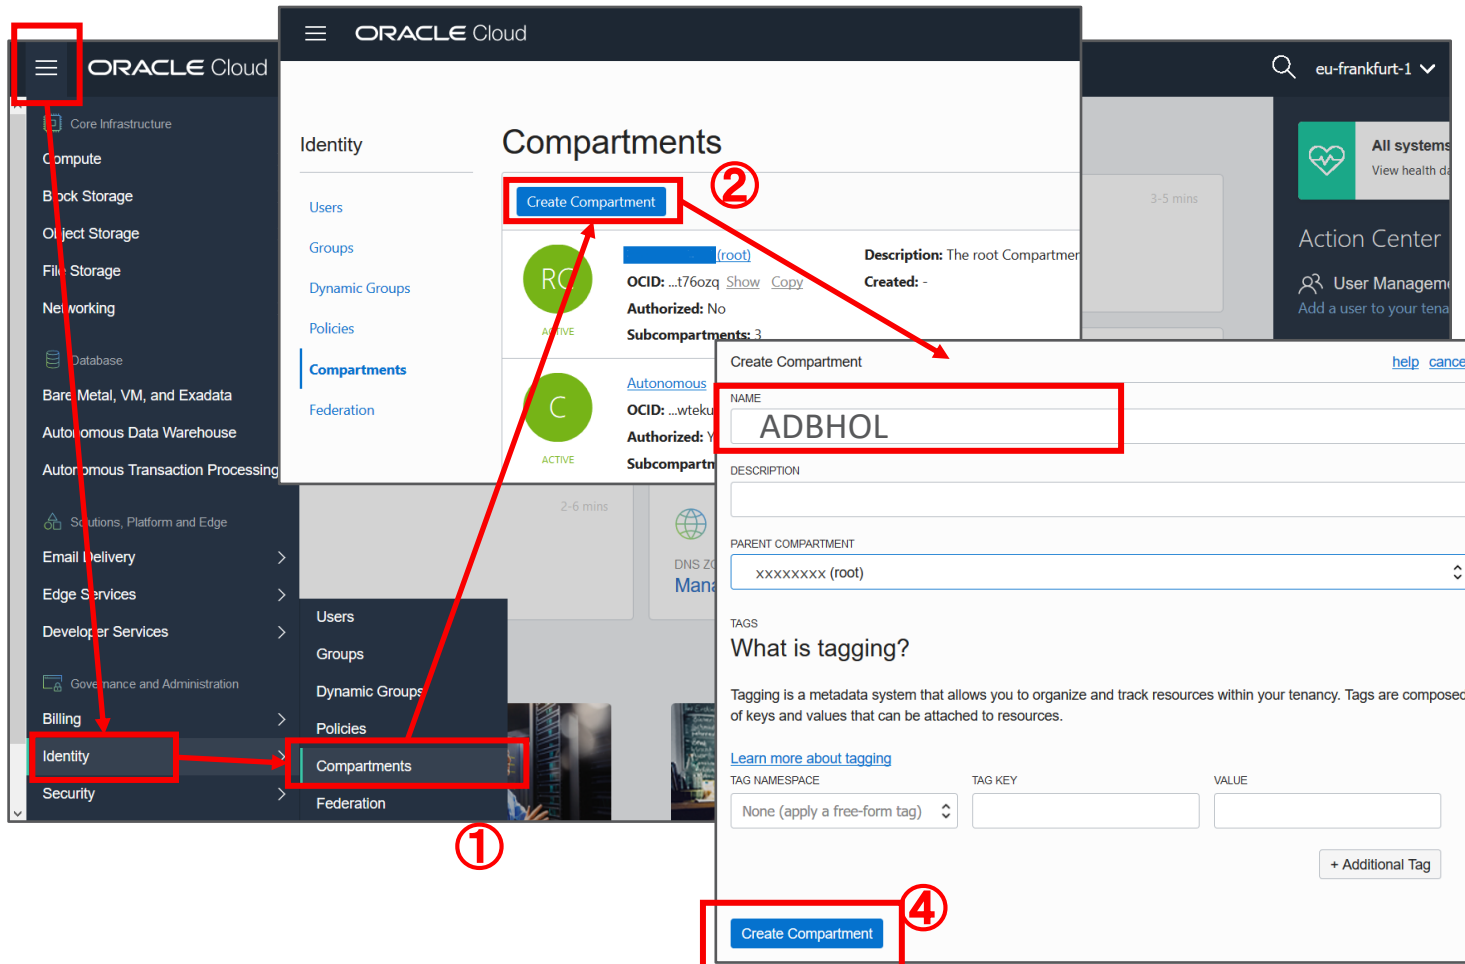 ORACLE Cloud
Core Infrastructure
Compute
Block Storage
Object Storage
File Storage
Networking
Database
Bare Metal, VM, and Exadata
Autonomous Data Warehouse
Autonomous Transaction Processing
Solutions, Platform and Edge
Email Delivery
Edge Services
Developer Services
Governance and Administration
Billing
Identity
Security
Users
Groups
Dynamic Groups
Policies
Compartments
Federation
①
ORACLE Cloud
Identity
Users
Groups
Dynamic Groups
Policies
Compartments
Federation
Compartments
Create Compartment
②
RC
ACTIVE
(root)
OCID: ...t76ozq Show Copy
Authorized: No
Subcompartments: 3
Description: The root Compartmen
Created: -
C
ACTIVE
Autonomous
OCID: ...wteku
Authorized: Y
Subcompartn
eu-frankfurt-1
3-5 mins
All systems
View health da
Action Center
User Manageme
Add a user to your tena
2-6 mins
DNS ZO
Mana
Create Compartment
help cance
NAME
ADBHOL
DESCRIPTION
PARENT COMPARTMENT
xxxxxxxx (root)
TAGS
What is tagging?
Tagging is a metadata system that allows you to organize and track resources within your tenancy. Tags are composed
of keys and values that can be attached to resources.
Learn more about tagging
TAG NAMESPACE TAG KEY VALUE
None (apply a free-form tag)
+ Additional Tag
Create Compartment
④